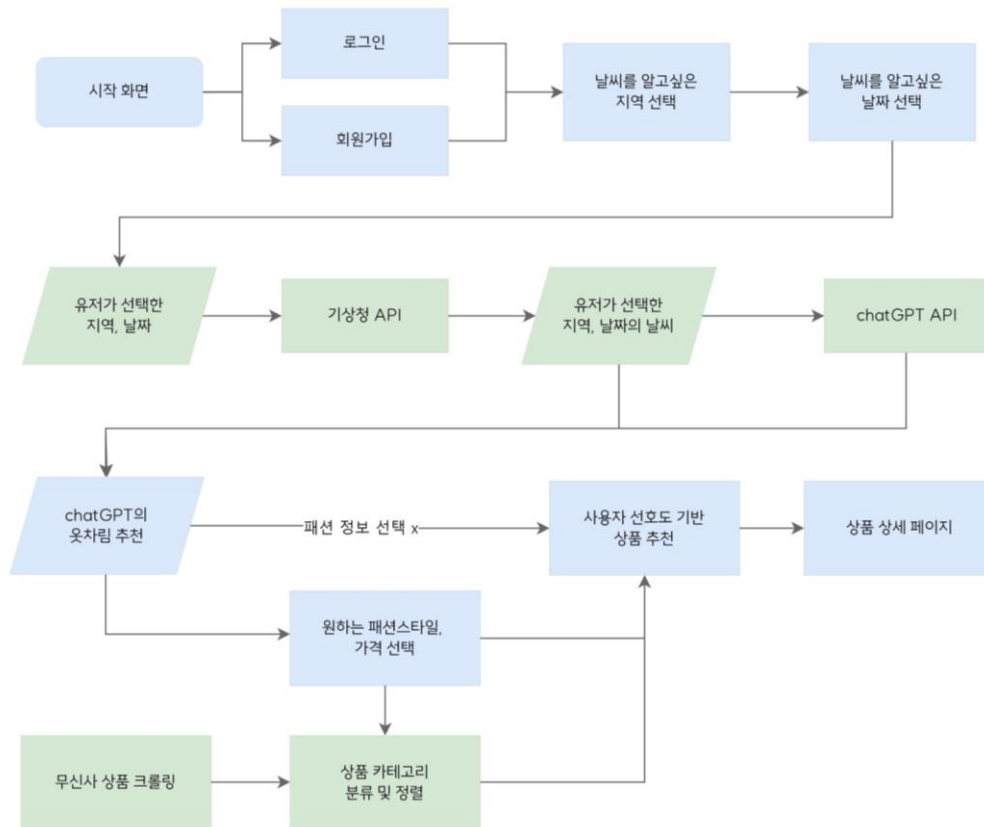 로그인
시작 화면
회원가입
날씨를 알고싶은
지역 선택
날씨를 알고싶은
날짜 선택
유저가 선택한
지역, 날짜
기상청 API
유저가 선택한
지역, 날짜의 날씨
chatGPT API
chatGPT의
옷차림 추천
패션 정보 선택 x
사용자 선호도 기반
상품 추천
상품 상세 페이지
원하는 패션스타일,
가격 선택
무신사 상품 크롤링
상품 카테고리
분류 및 정렬